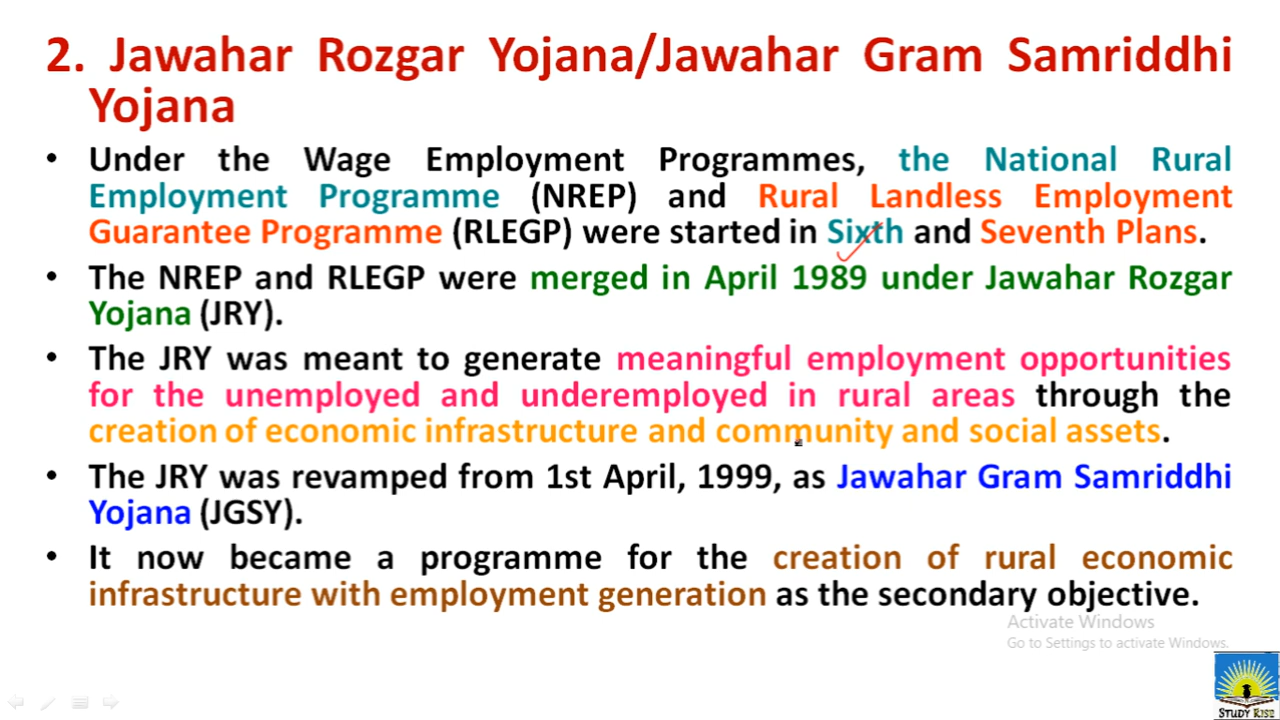 2. Jawahar Rozgar Yojana/Jawahar Gram Samriddhi
Yojana
• Under the Wage Employment Programmes, the National Rural
Employment Programme (NREP) and Rural Landless Employment
Guarantee Programme (RLEGP) were started in Sixth and Seventh Plans.
• The NREP and RLEGP were merged in April 1989 under Jawahar Rozgar
Yojana (JRY).
• The JRY was meant to generate meaningful employment opportunities
for the unemployed and underemployed in rural areas through the
creation of economic infrastructure and community and social assets.
• The JRY was revamped from 1st April, 1999, as Jawahar Gram Samriddhi
Yojana (JGSY).
• It now became a programme for the creation of rural economic
infrastructure with employment generation as the secondary objective.
Activate Windows
Go to Settings to activate Windows.
STUDY RISE